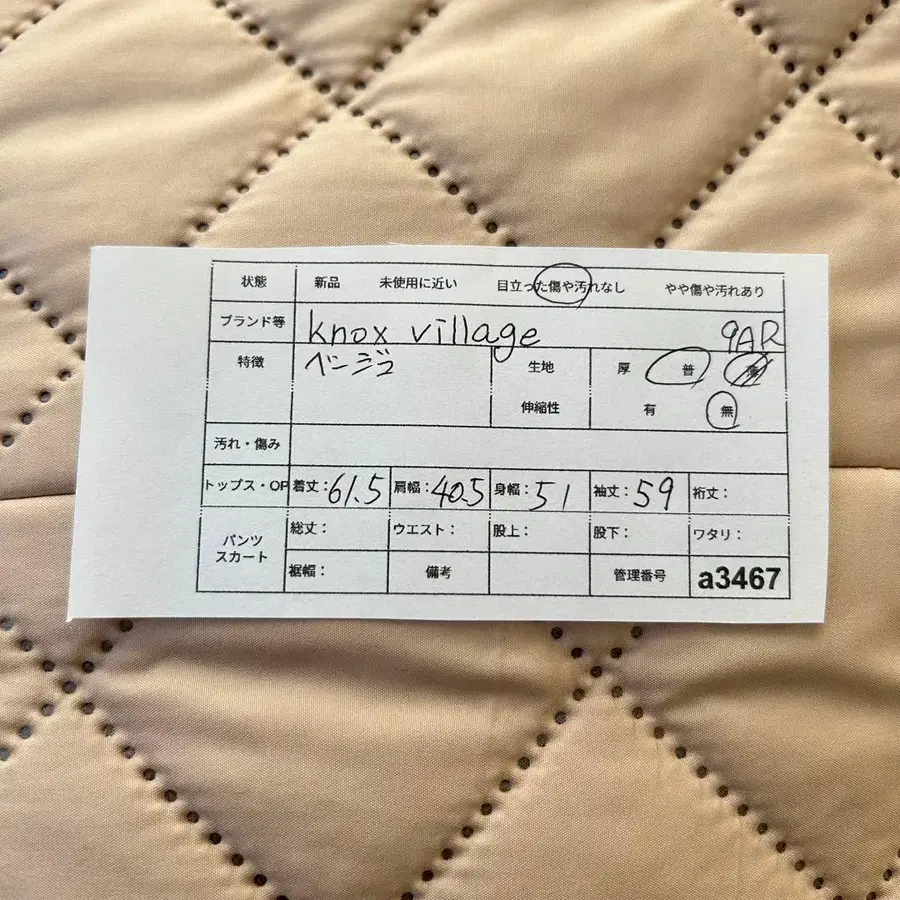 状態 新品 未使用に近い 目立った傷や汚れなし やや傷や汚れあり
ブランド等 knox village 9AR
特徴 ベージュ 生地 厚 普
伸縮性 有 無
汚れ・傷み
トップス・OP 着丈：61.5 肩幅：40.5 身幅：51 袖丈：59 裄丈：
パンツ スカート 総丈： ウエスト： 股上： 股下： ワタリ：
裾幅： 備考 管理番号 a3467